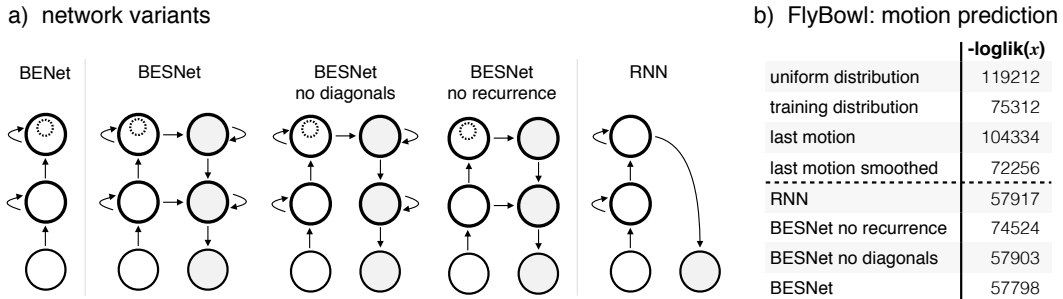 a) network variants
BENet
BESNet
BESNet
no diagonals
BESNet
no recurrence
RNN
b) FlyBowl: motion prediction
-loglik(x)
uniform distribution 119212
training distribution 75312
last motion 104334
last motion smoothed 72256
RNN 57917
BESNet no recurrence 74524
BESNet no diagonals 57903
BESNet 57798